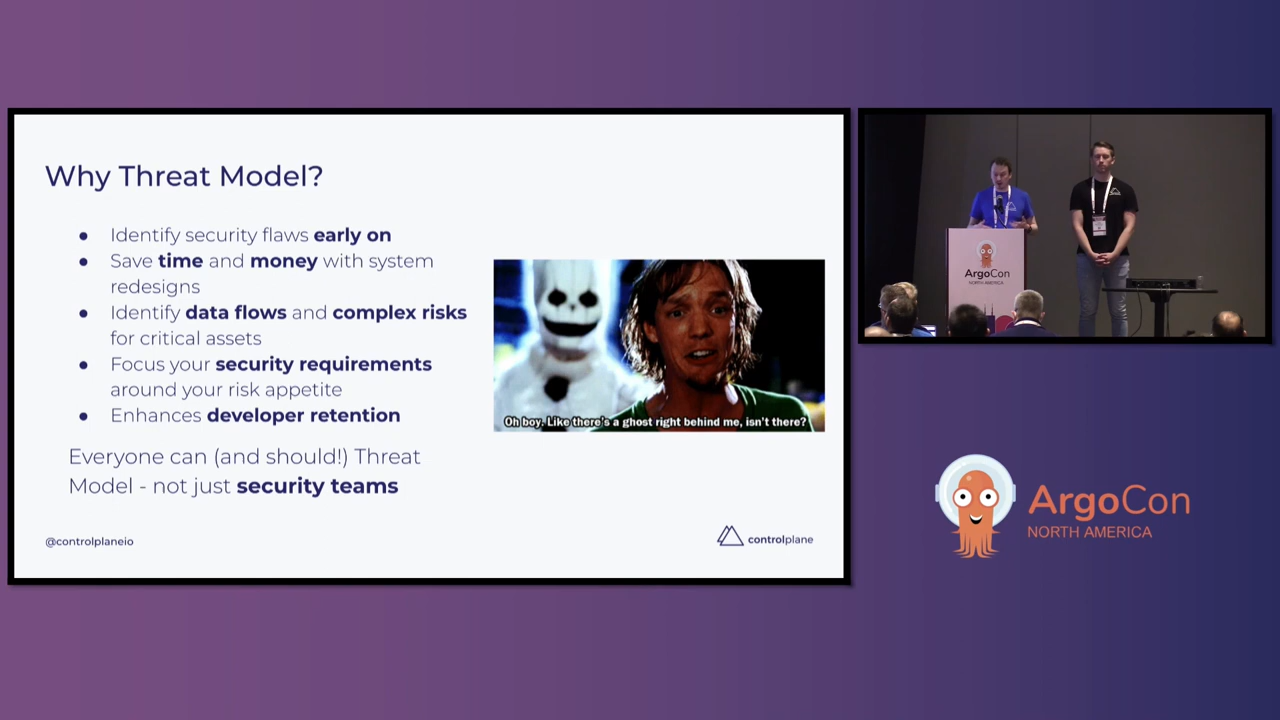 Why Threat Model?
● Identify security flaws early on
● Save time and money with system
redesigns
● Identify data flows and complex risks
for critical assets
● Focus your security requirements
around your risk appetite
● Enhances developer retention
Everyone can (and should!) Threat
Model - not just security teams
Oh boy. Like there's a ghost right behind me, isn't there?
@controlplaneio
controlplane
ArgoCon
NORTH AMERICA
ArgoCon
NORTH AMERICA